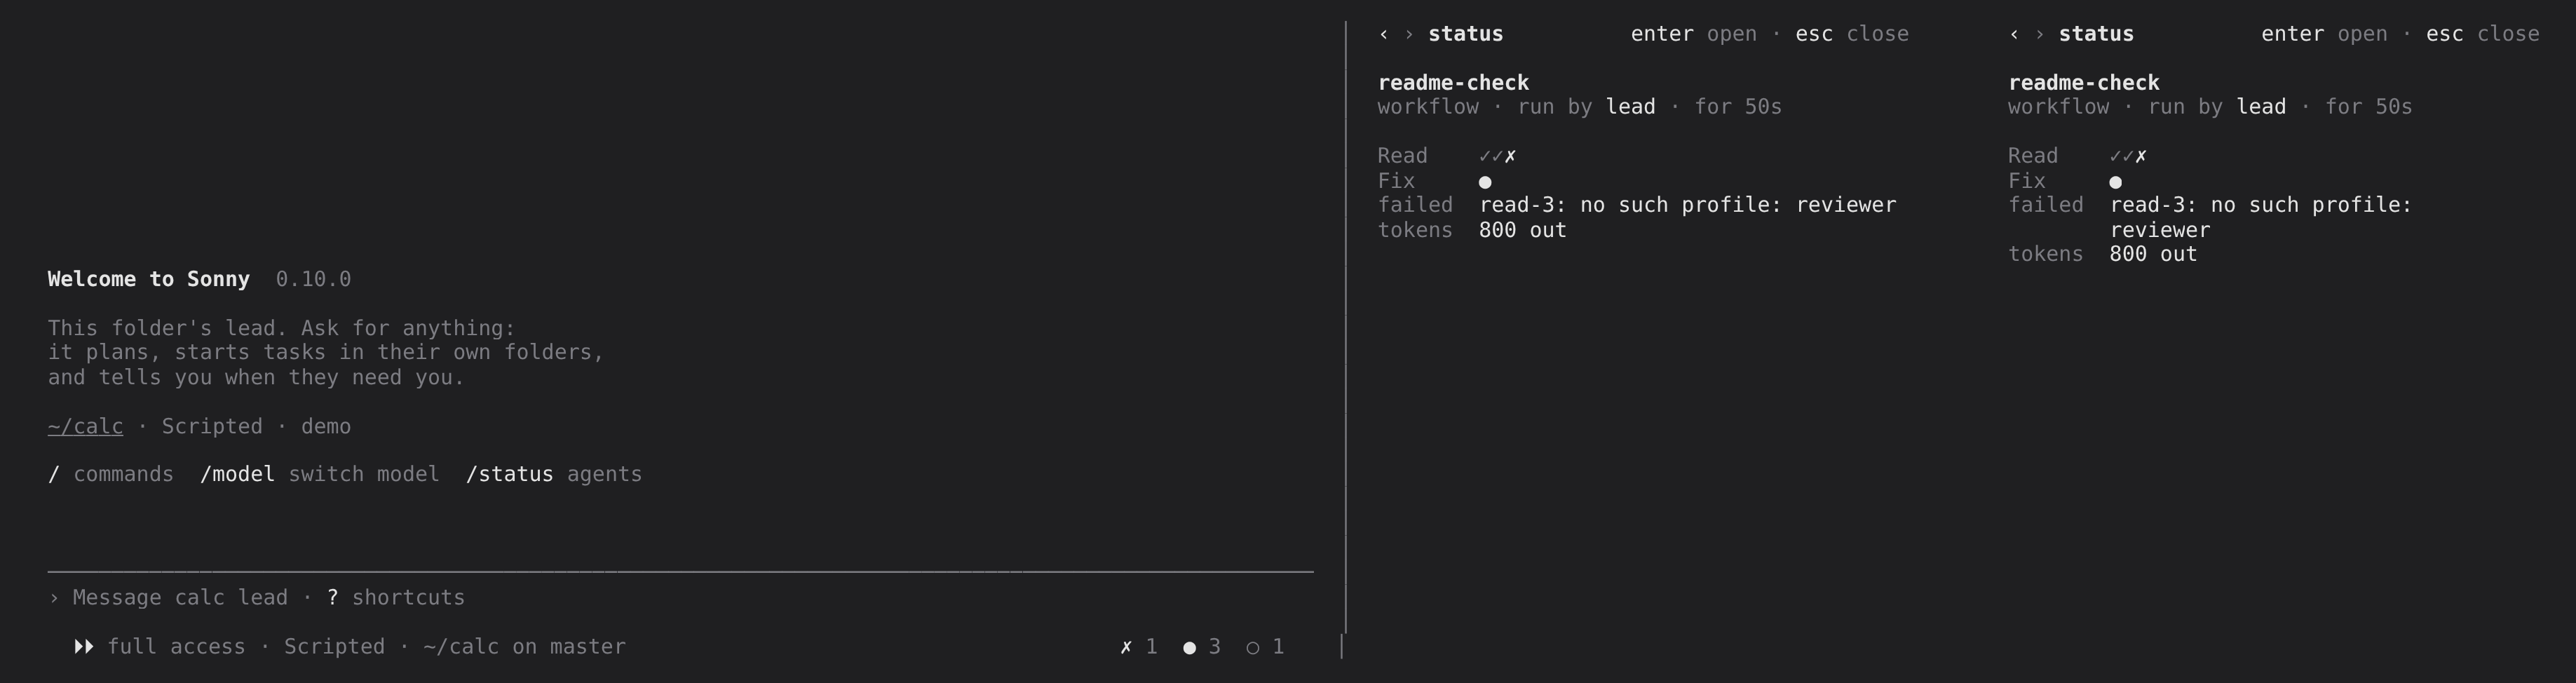 Welcome to Sonny  0.10.0
This folder's lead. Ask for anything:
it plans, starts tasks in their own folders,
and tells you when they need you.
~/calc · Scripted · demo
/ commands  /model switch model  /status agents
› Message calc lead · ? shortcuts
⏵⏵ full access · Scripted · ~/calc on master  ✗ 1  ● 3  ○ 1
‹ › status  enter open · esc close
readme-check
workflow · run by lead · for 50s
Read  ✓✓✗
Fix  ●
failed  read-3: no such profile: reviewer
tokens  800 out
‹ › status  enter open · esc close
readme-check
workflow · run by lead · for 50s
Read  ✓✓✗
Fix  ●
failed  read-3: no such profile:
reviewer
tokens  800 out